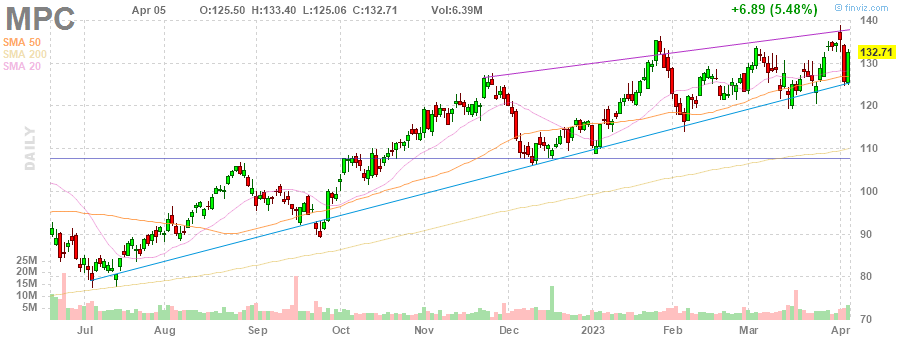 MPC
Apr 05 O:125.50 H:133.40 L:125.06 C:132.71 Vol:6.39M +6.89 (5.48%)
© finviz.com
SMA 50
SMA 200
SMA 20
DAILY
140
132.71
130
120
110
100
90
80
70
25M
20M
15M
10M
5M
Jul Aug Sep Oct Nov Dec 2023 Feb Mar Apr